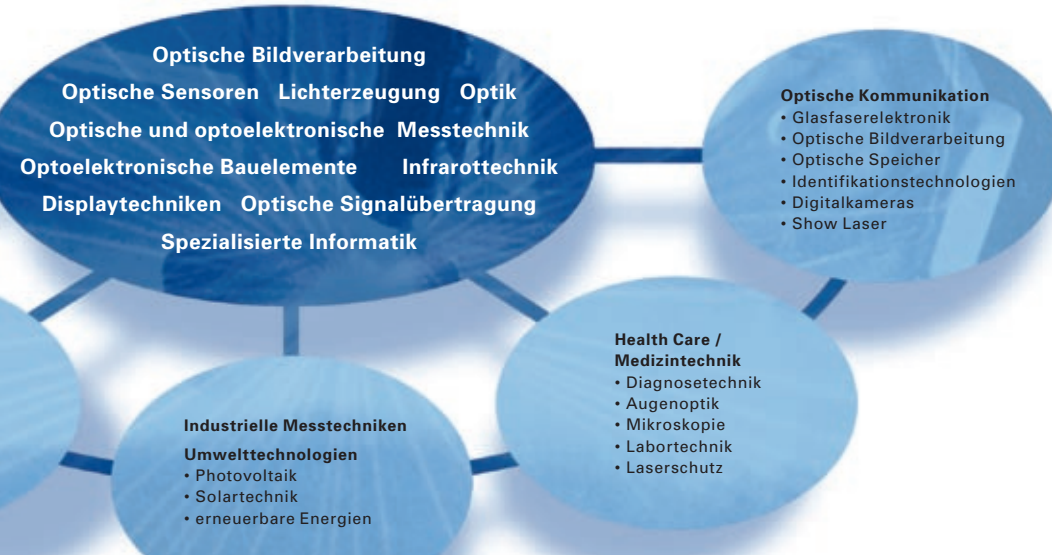 Optische Bildverarbeitung
Optische Sensoren Lichterzeugung Optik
Optische und optoelektronische Messtechnik
Optoelektronische Bauelemente Infrarottechnik
Displaytechniken Optische Signalübertragung
Spezialisierte Informatik
Optische Kommunikation
• Glasfaserelektronik
• Optische Bildverarbeitung
• Optische Speicher
• Identifikationstechnologien
• Digitalkameras
• Show Laser
Health Care /
Medizintechnik
• Diagnosetechnik
• Augenoptik
• Mikroskopie
• Labortechnik
• Laserschutz
Industrielle Messtechniken
Umwelttechnologien
• Photovoltaik
• Solartechnik
• erneuerbare Energien